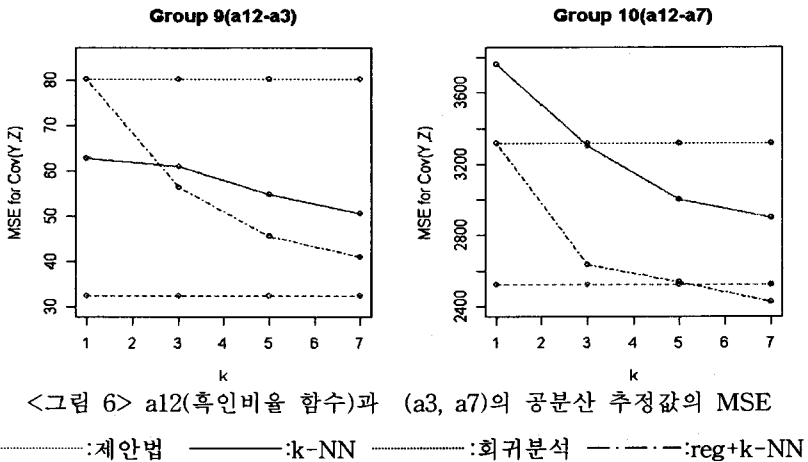 Group 9(a12-a3)
MSE for Cov(Y,Z)
80
70
60
50
40
30
1 2 3 4 5 6 7
k
Group 10(a12-a7)
MSE for Cov(Y,Z)
3600
3200
2800
2400
1 2 3 4 5 6 7
k
<그림 6> a12(흑인비율 함수)과 (a3, a7)의 공분산 추정값의 MSE
:제안법 :k-NN :회귀분석 :reg+k-NN